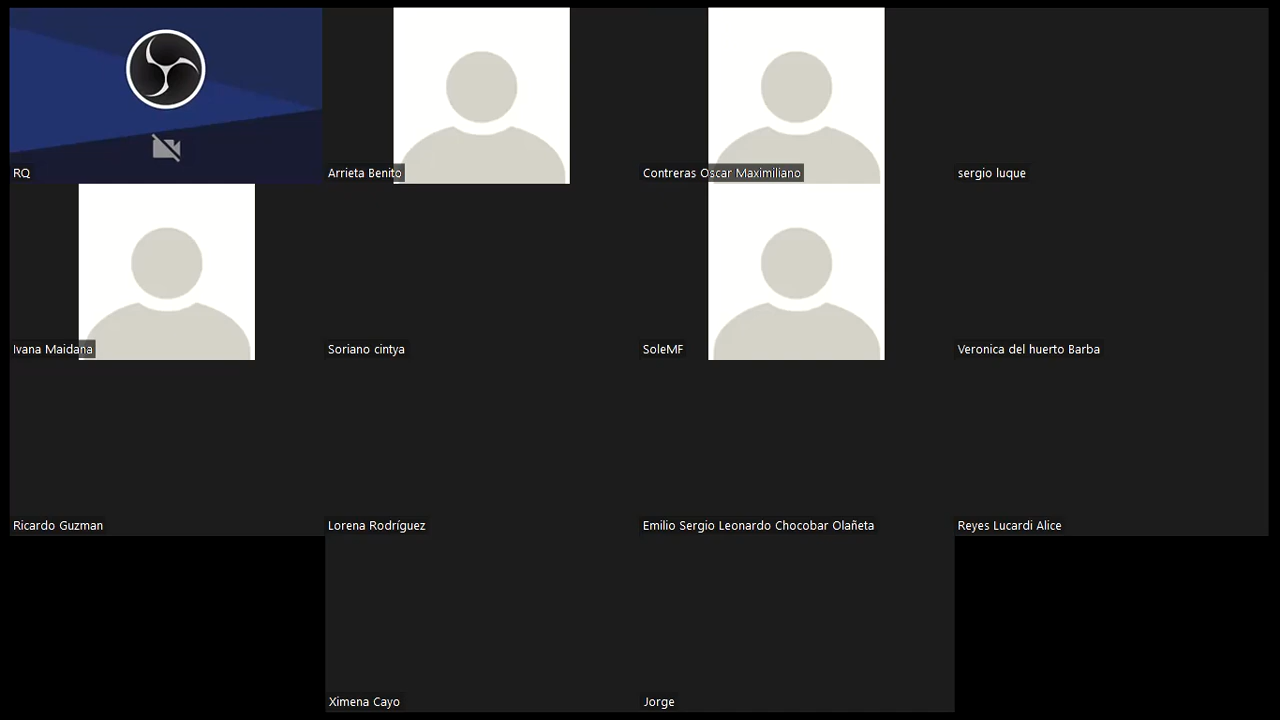 RQ
Arrieta Benito
Contreras Oscar Maximiliano
sergio luque
Ivana Maidana
Soriano cintya
SoleMF
Veronica del huerto Barba
Ricardo Guzman
Lorena Rodríguez
Emilio Sergio Leonardo Chocobar Olañeta
Reyes Lucardi Alice
Ximena Cayo
Jorge